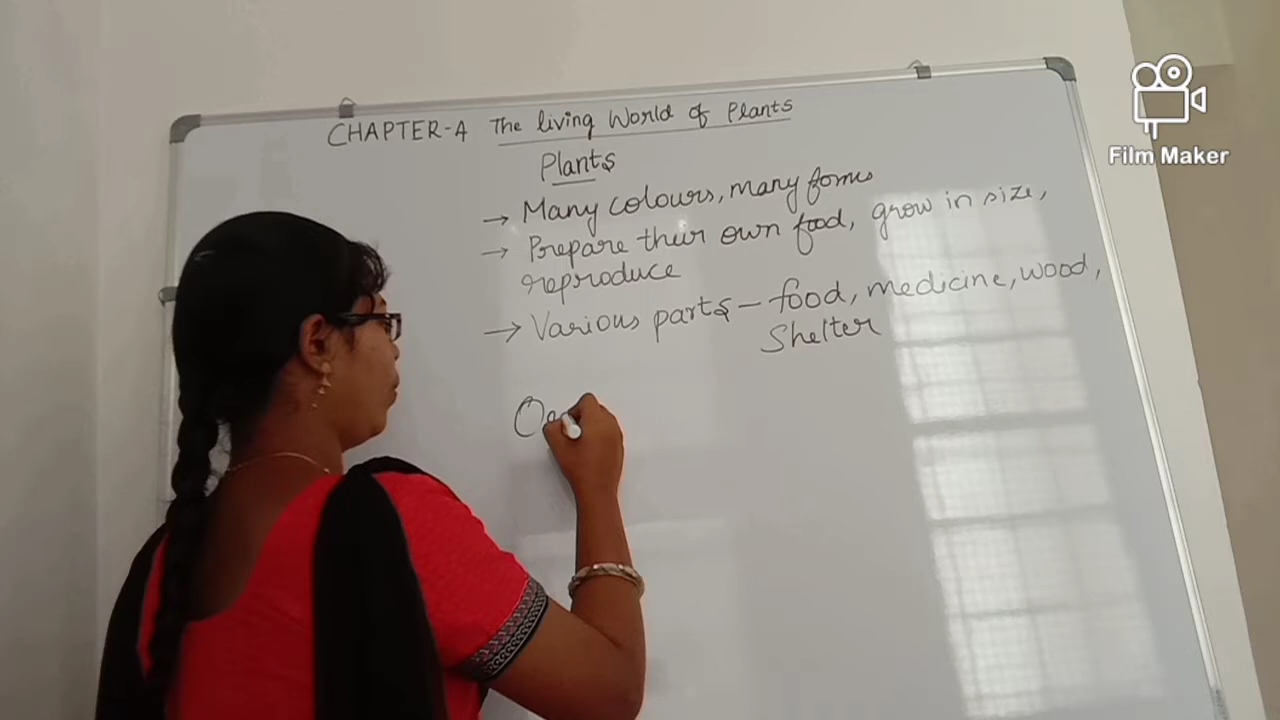 CHAPTER-4 The living World of Plants
Plants
→ Many colours, many forms
→ Prepare their own food, grow in size,
reproduce
→ Various parts - food, medicine, wood,
Shelter
Film Maker